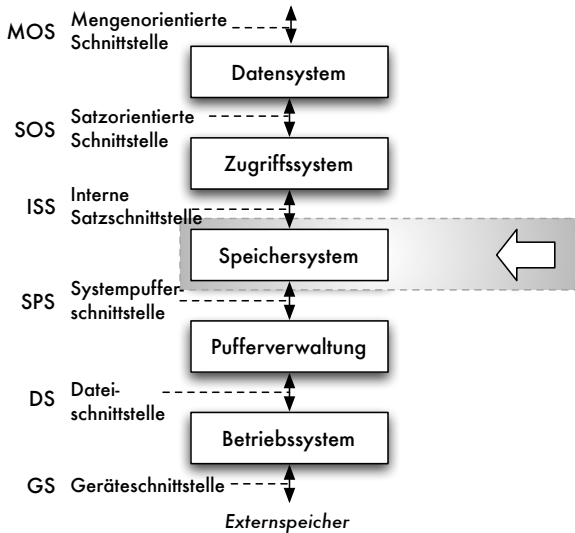 MOS Mengenorientierte
Schnittstelle
Datensystem
SOS Satzorientierte
Schnittstelle
Zugriffssystem
ISS Interne
Satzschnittstelle
Speichersystem
SPS Systempuffer-
schnittstelle
Pufferverwaltung
DS Datei-
schnittstelle
Betriebssystem
GS Geräteschnittstelle
Externspeicher